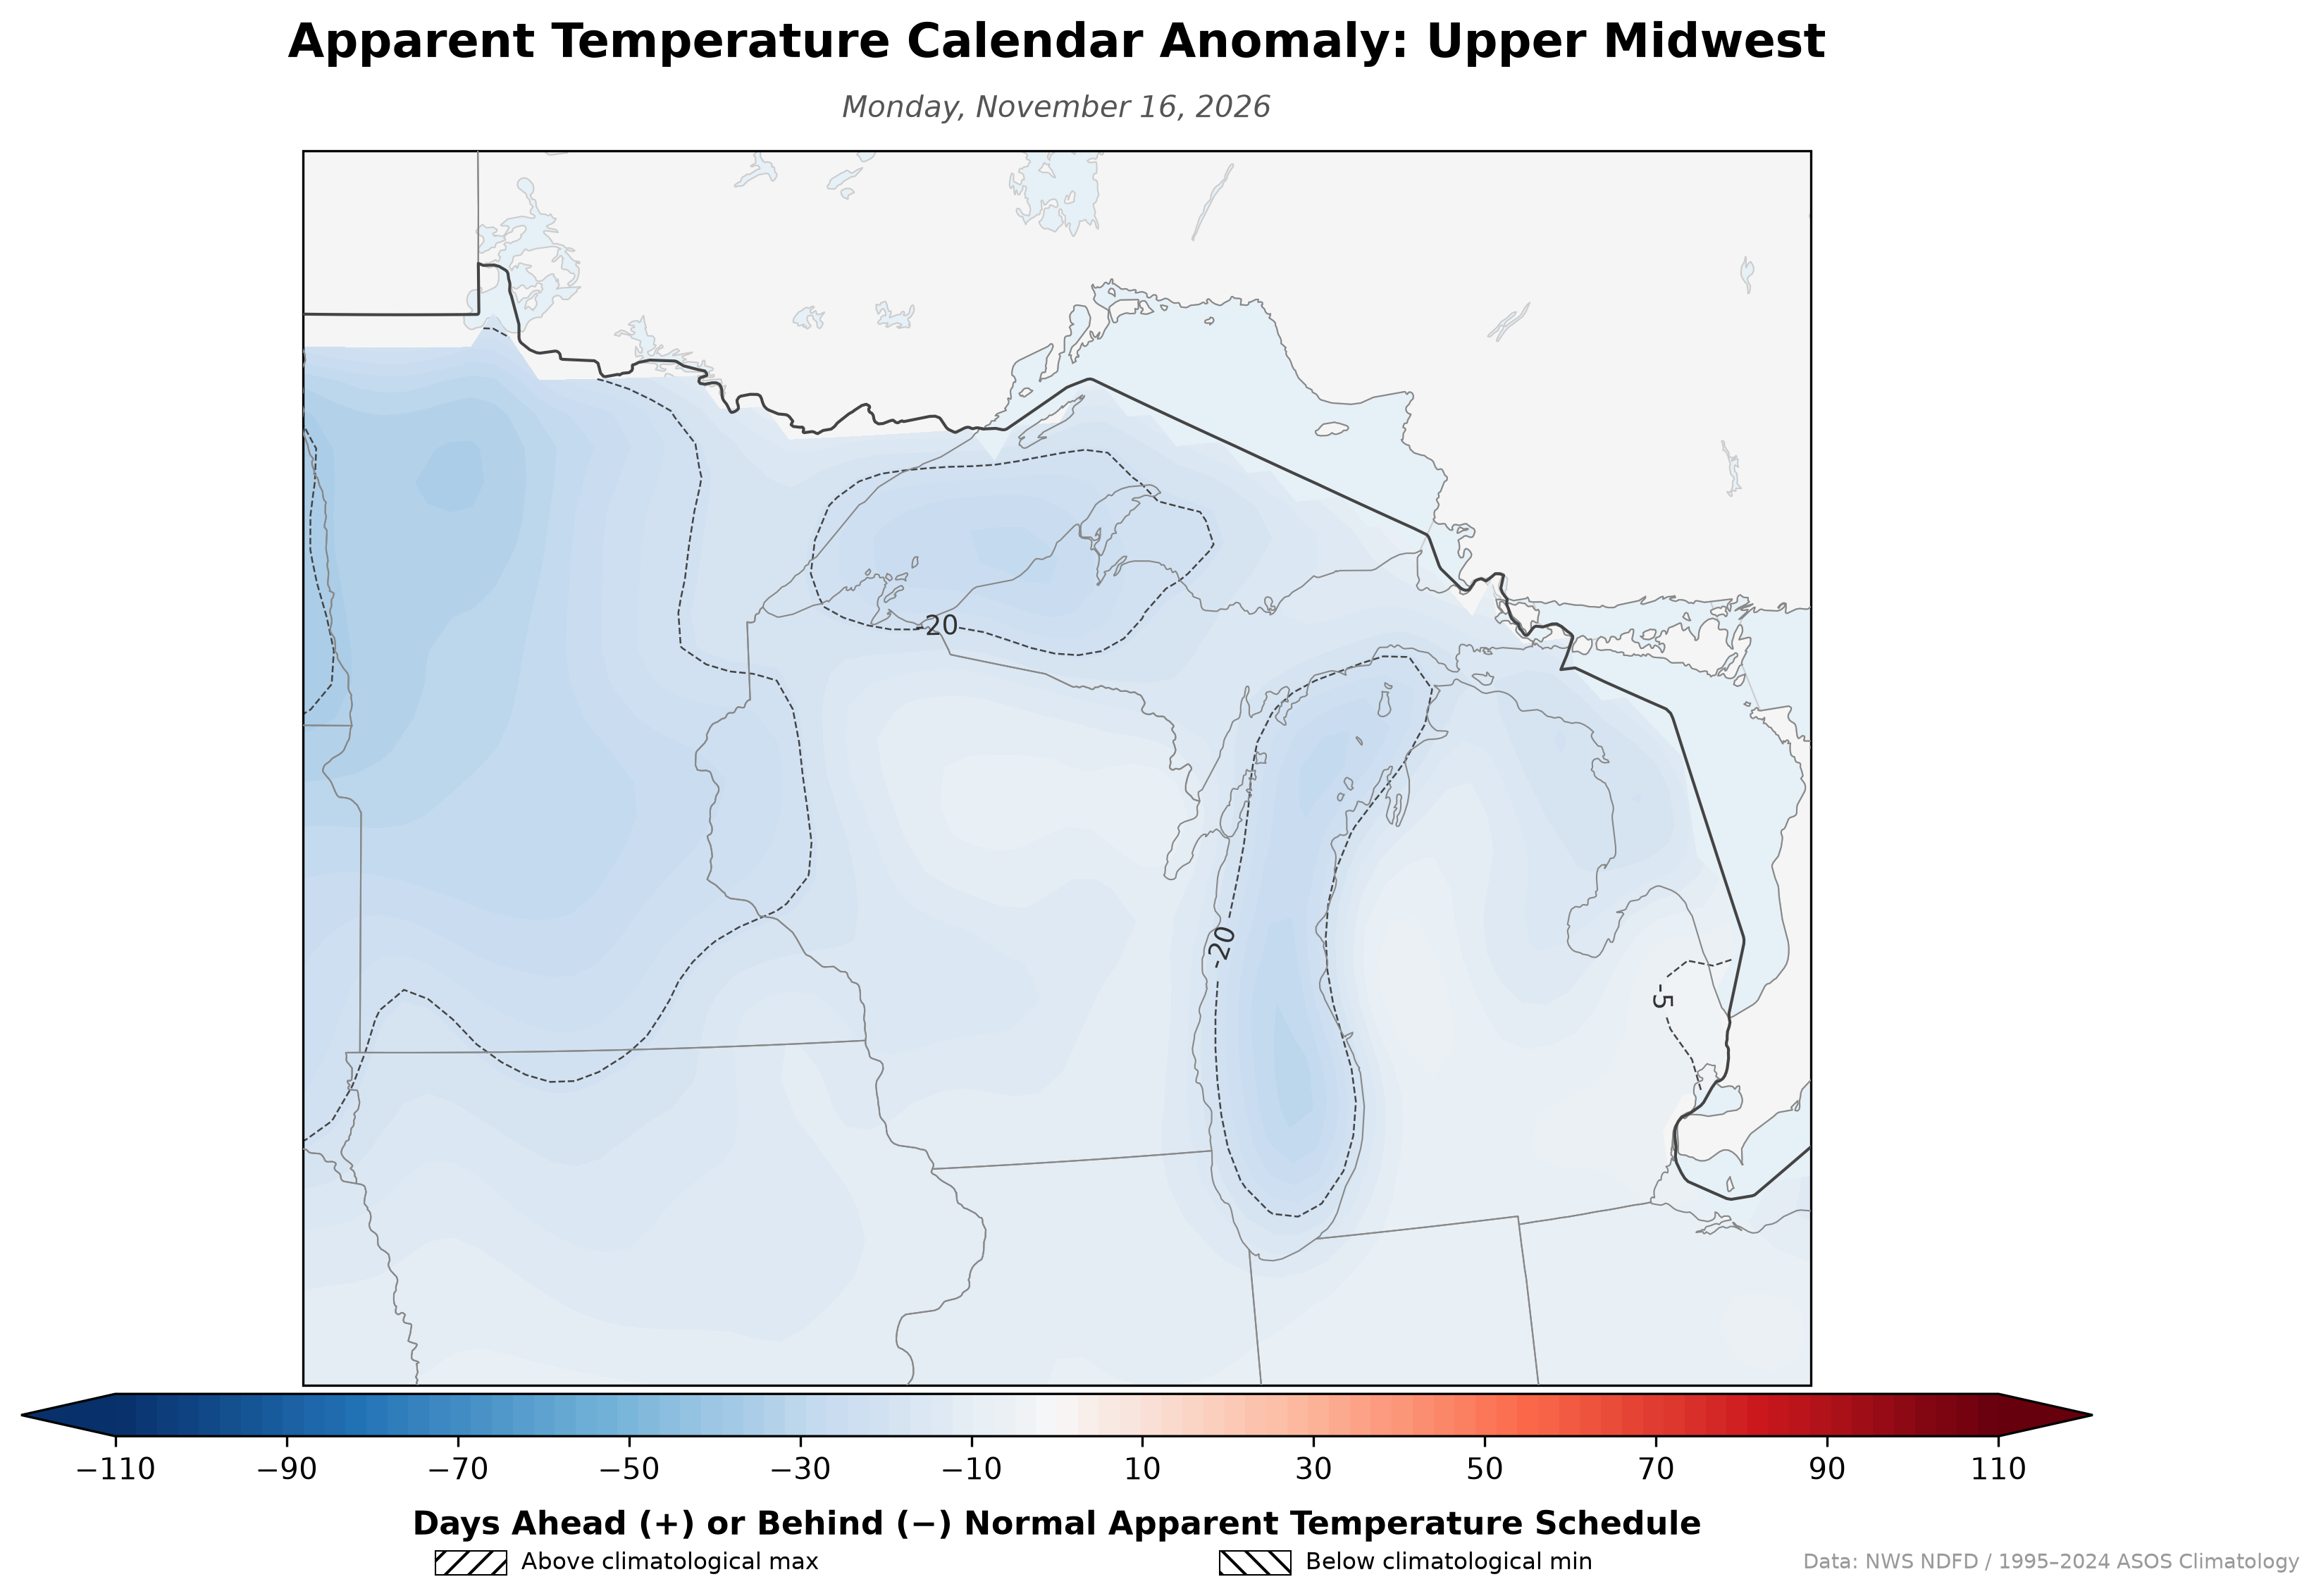 Apparent Temperature Calendar Anomaly: Upper Midwest
Monday, November 16, 2026
-20
-20
-5
−110 −90 −70 −50 −30 −10 10 30 50 70 90 110
Days Ahead (+) or Behind (−) Normal Apparent Temperature Schedule
Above climatological max Below climatological min Data: NWS NDFD / 1995–2024 ASOS Climatology